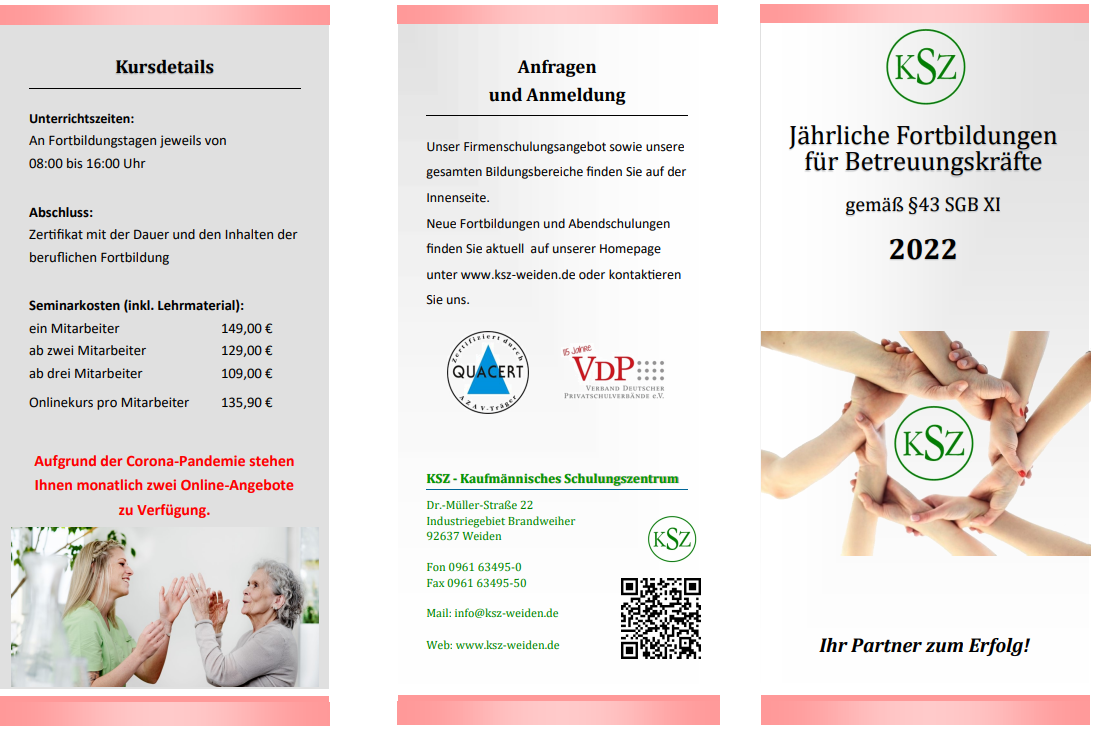 Kursdetails
Unterrichtszeiten:
An Fortbildungstagen jeweils von
08:00 bis 16:00 Uhr
Abschluss:
Zertifikat mit der Dauer und den Inhalten der
beruflichen Fortbildung
Seminarkosten (inkl. Lehrmaterial):
ein Mitarbeiter 149,00 €
ab zwei Mitarbeiter 129,00 €
ab drei Mitarbeiter 109,00 €
Onlinekurs pro Mitarbeiter 135,90 €
Aufgrund der Corona-Pandemie stehen
Ihnen monatlich zwei Online-Angebote
zu Verfügung.
Anfragen
und Anmeldung
Unser Firmenschulungsangebot sowie unsere
gesamten Bildungsbereiche finden Sie auf der
Innenseite.
Neue Fortbildungen und Abendschulungen
finden Sie aktuell auf unserer Homepage
unter www.ksz-weiden.de oder kontaktieren
Sie uns.
Zertifiziert durch
QUACERT
AZAV-Träger
15 Jahre
VDP
VERBAND DEUTSCHER
PRIVATSCHULVERBÄNDE e.V.
KSZ - Kaufmännisches Schulungszentrum
Dr.-Müller-Straße 22
Industriegebiet Brandweiher
92637 Weiden
KSZ
Fon 0961 63495-0
Fax 0961 63495-50
Mail: info@ksz-weiden.de
Web: www.ksz-weiden.de
KSZ
Jährliche Fortbildungen
für Betreuungskräfte
gemäß §43 SGB XI
2022
KSZ
Ihr Partner zum Erfolg!